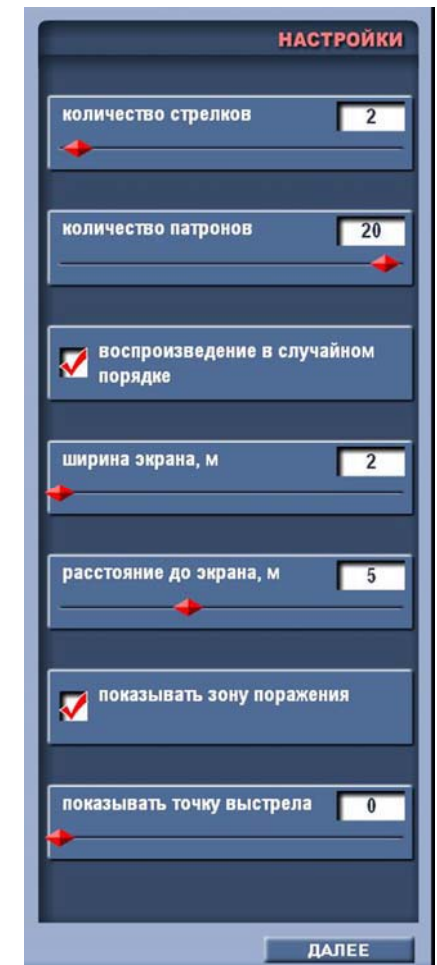 НАСТРОЙКИ
количество стрелков 2
количество патронов 20
воспроизведение в случайном
порядке
ширина экрана, м 2
расстояние до экрана, м 5
показывать зону поражения
показывать точку выстрела 0
ДАЛЕЕ